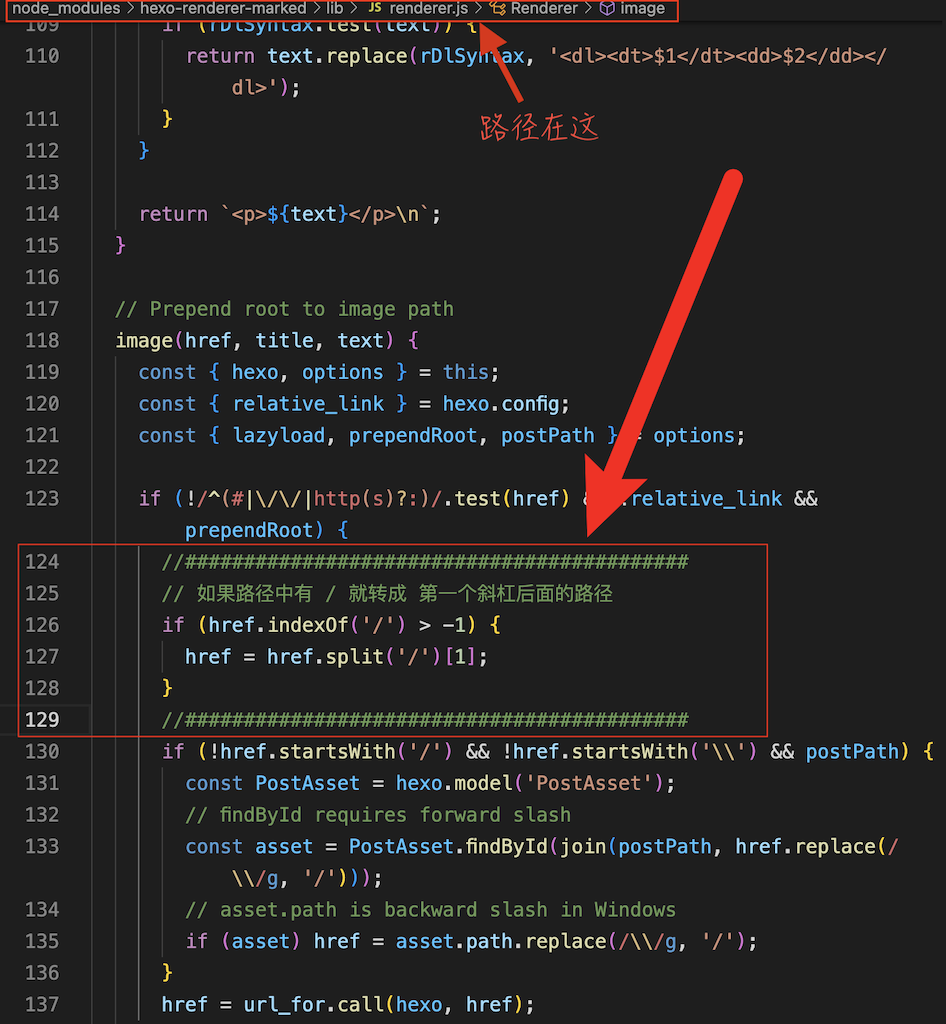 node_modules > hexo-renderer-marked > lib > JS renderer.js > Renderer > image
109 if (rDlSyntax.test(text)) {
110 return text.replace(rDlSyntax, '<dl><dt>$1</dt><dd>$2</dd></
dl>');
111 }
路径在这
112 }
113
114 return `<p>${text}</p>\n`;
115 }
116
117 // Prepend root to image path
118 image(href, title, text) {
119 const { hexo, options } = this;
120 const { relative_link } = hexo.config;
121 const { lazyload, prependRoot, postPath } = options;
122
123 if (!/^(#|\/\/|http(s)?:)/.test(href) && !relative_link &&
prependRoot) {
124 //###########################################
125 // 如果路径中有 / 就转成 第一个斜杠后面的路径
126 if (href.indexOf('/') > -1) {
127 href = href.split('/')[1];
128 }
129 //###########################################
130 if (!href.startsWith('/') && !href.startsWith('\\') && postPath) {
131 const PostAsset = hexo.model('PostAsset');
132 // findById requires forward slash
133 const asset = PostAsset.findById(join(postPath, href.replace(/
\\/g, '/')));
134 // asset.path is backward slash in Windows
135 if (asset) href = asset.path.replace(/\\/g, '/');
136 }
137 href = url_for.call(hexo, href);